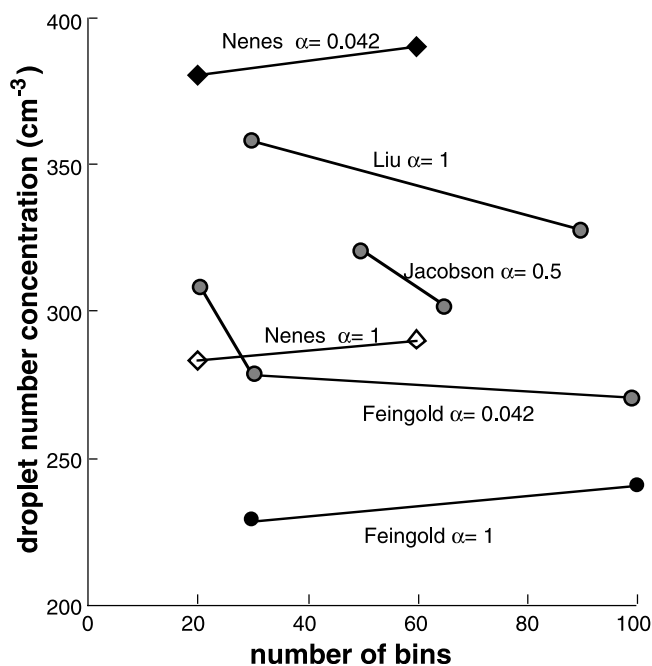 400
Nenes α= 0.042
350
Liu α= 1
Jacobson α= 0.5
300
Nenes α= 1
Feingold α= 0.042
250
Feingold α= 1
200
0 20 40 60 80 100
number of bins
droplet number concentration (cm⁻³)